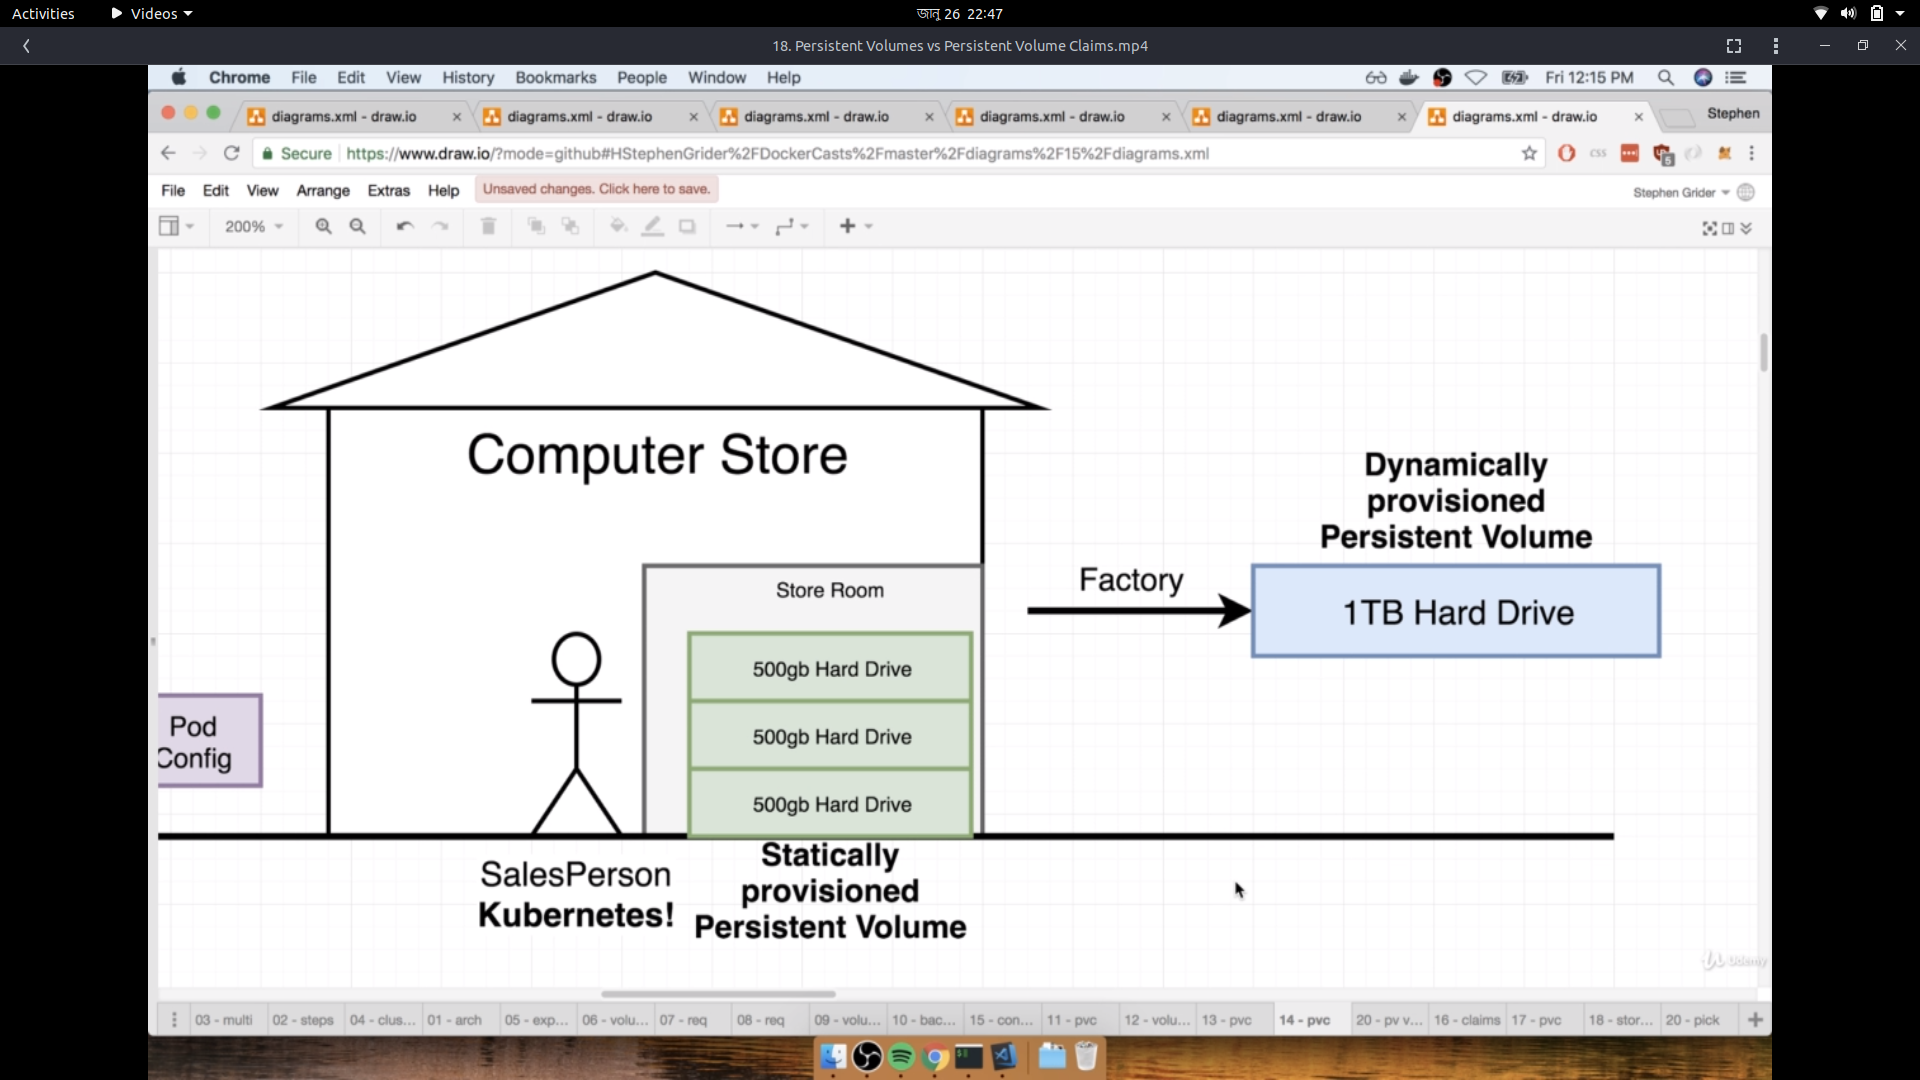 Activities
Videos
জানু 26 22:47
18. Persistent Volumes vs Persistent Volume Claims.mp4
Chrome File Edit View History Bookmarks People Window Help
Fri 12:15 PM
diagrams.xml - draw.io
diagrams.xml - draw.io
diagrams.xml - draw.io
diagrams.xml - draw.io
diagrams.xml - draw.io
diagrams.xml - draw.io
Stephen
Secure https://www.draw.io/?mode=github#HStephenGrider%2FDockerCasts%2Fmaster%2Fdiagrams%2F15%2Fdiagrams.xml
css
5
File Edit View Arrange Extras Help
Unsaved changes. Click here to save.
Stephen Grider
200%
Computer Store
Dynamically
provisioned
Persistent Volume
Factory
1TB Hard Drive
Store Room
500gb Hard Drive
500gb Hard Drive
500gb Hard Drive
Pod
Config
SalesPerson
Kubernetes!
Statically
provisioned
Persistent Volume
Udemy
03 - multi
02 - steps
04 - clus...
01 - arch
05 - exp...
06 - volu...
07 - req
08 - req
09 - volu...
10 - bac...
15 - con...
11 - pvc
12 - volu...
13 - pvc
14 - pvc
20 - pv v...
16 - claims
17 - pvc
18 - stor...
20 - pick